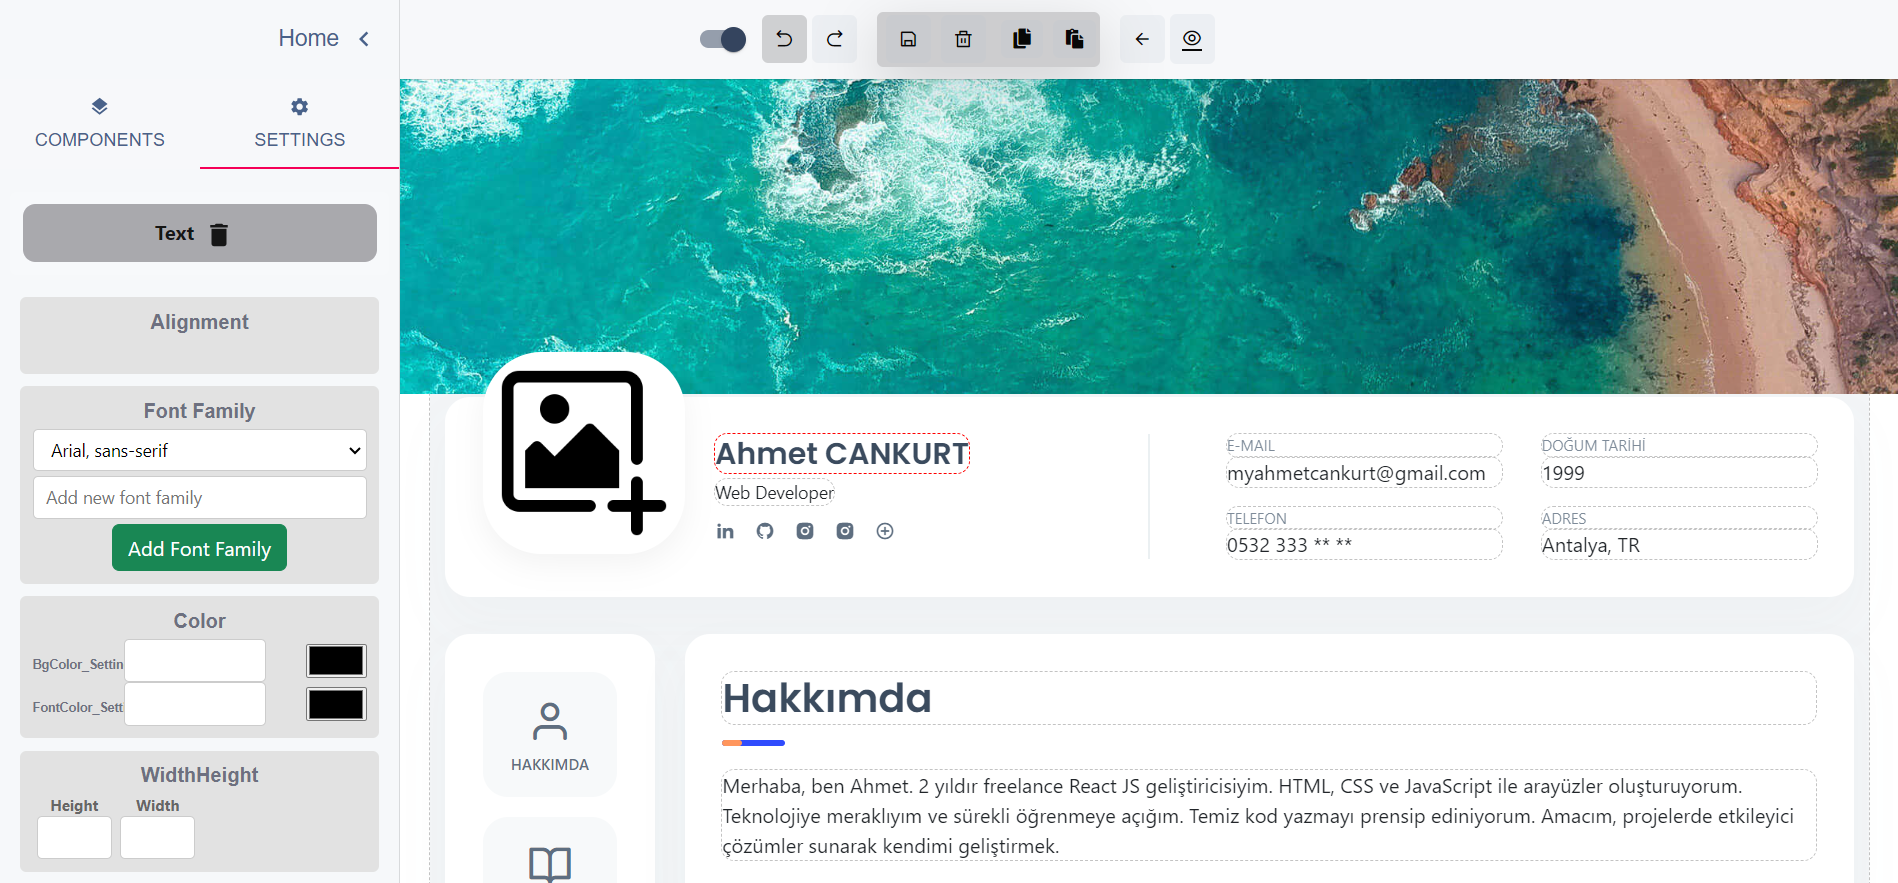 Home
COMPONENTS
SETTINGS
Text
Alignment
Font Family
Arial, sans-serif
Add new font family
Add Font Family
Color
BgColor_Settin
FontColor_Sett
WidthHeight
Height Width
Ahmet CANKURT
Web Developer
E-MAIL
myahmetcankurt@gmail.com
DOĞUM TARİHİ
1999
TELEFON
0532 333 ** **
ADRES
Antalya, TR
HAKKIMDA
Hakkımda
Merhaba, ben Ahmet. 2 yıldır freelance React JS geliştiricisiyim. HTML, CSS ve JavaScript ile arayüzler oluşturuyorum.
Teknolojiye meraklıyım ve sürekli öğrenmeye açığım. Temiz kod yazmayı prensip ediniyorum. Amacım, projelerde etkileyici
çözümler sunarak kendimi geliştirmek.